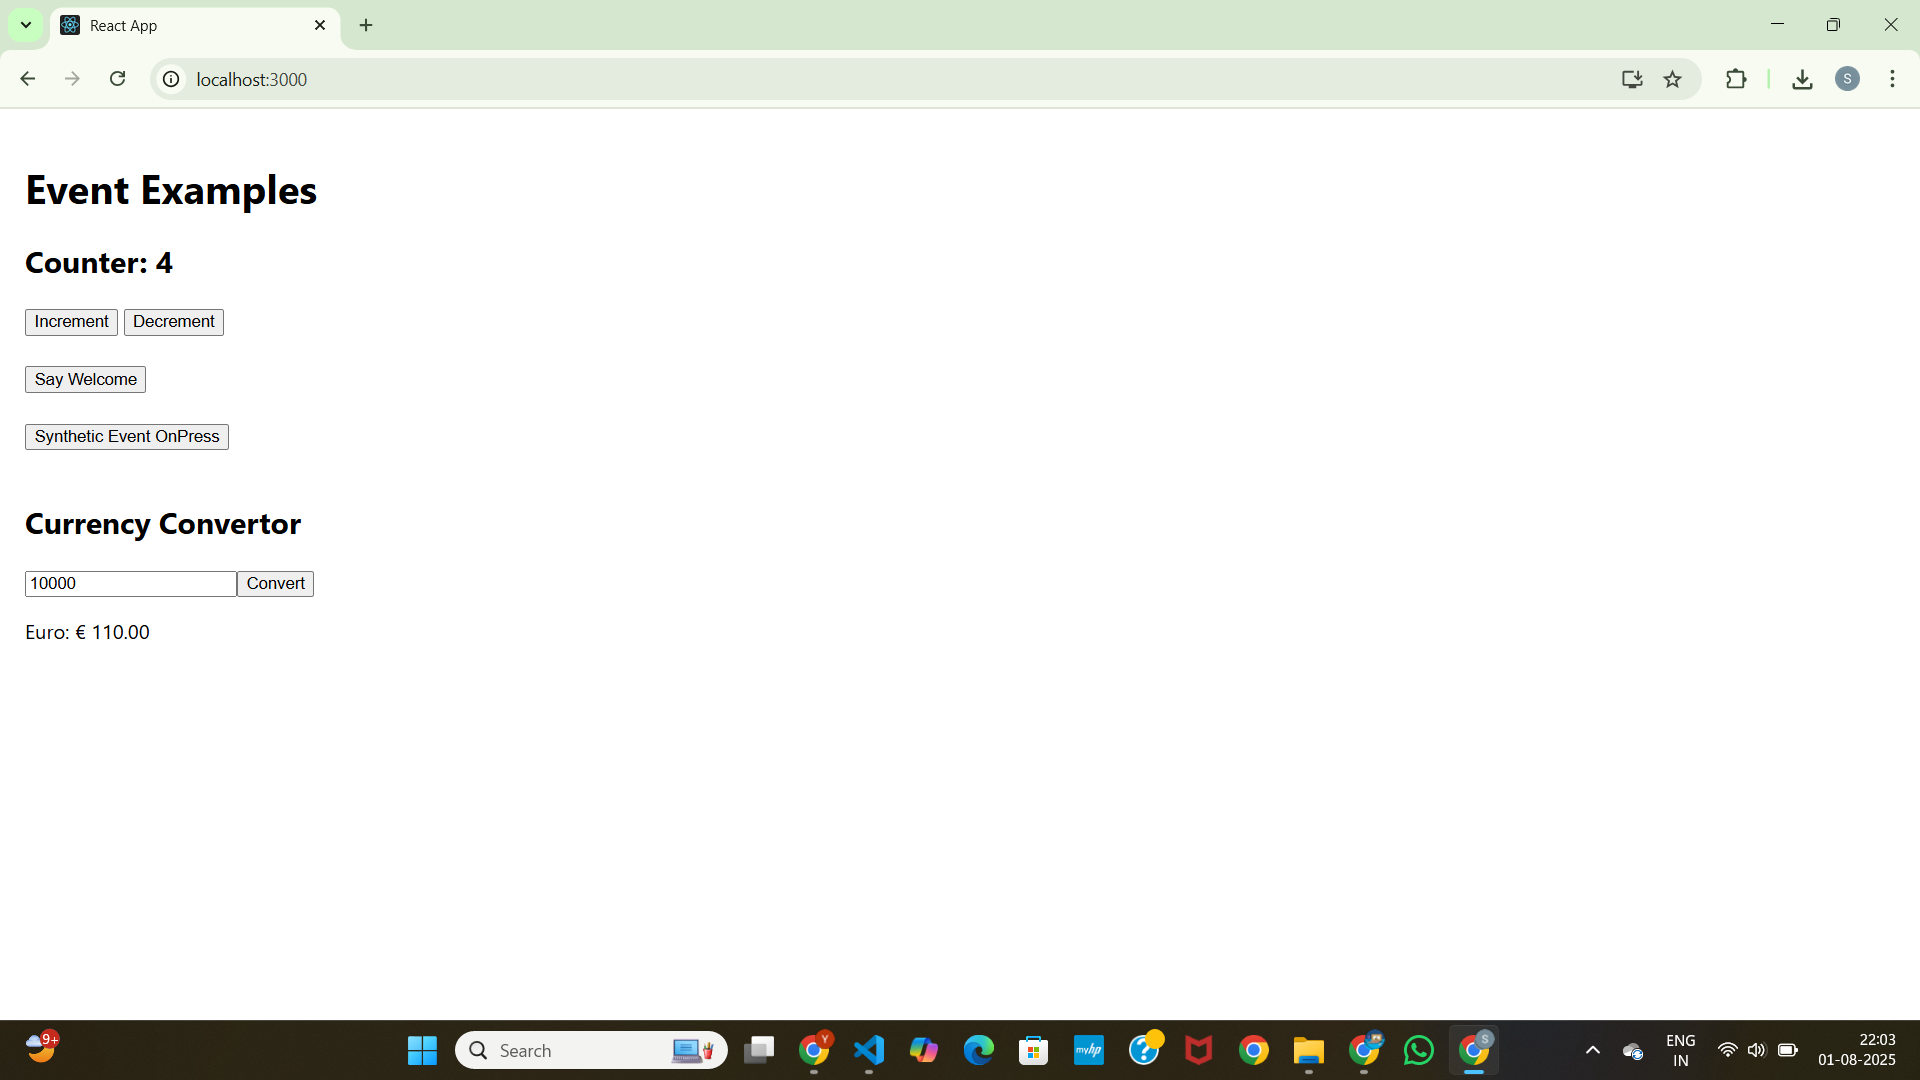 React App
localhost:3000
S
Event Examples
Counter: 4
Increment Decrement
Say Welcome
Synthetic Event OnPress
Currency Convertor
10000 Convert
Euro: € 110.00
9+
Search
Y
myhp
S
ENG
IN
22:03
01-08-2025